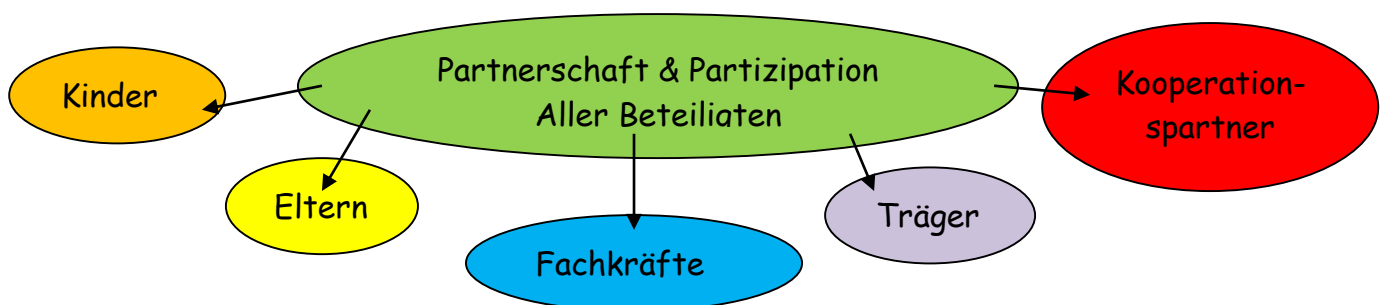 Partnerschaft & Partizipation
Aller Beteiliaten
Kinder
Kooperation-
spartner
Eltern
Träger
Fachkräfte